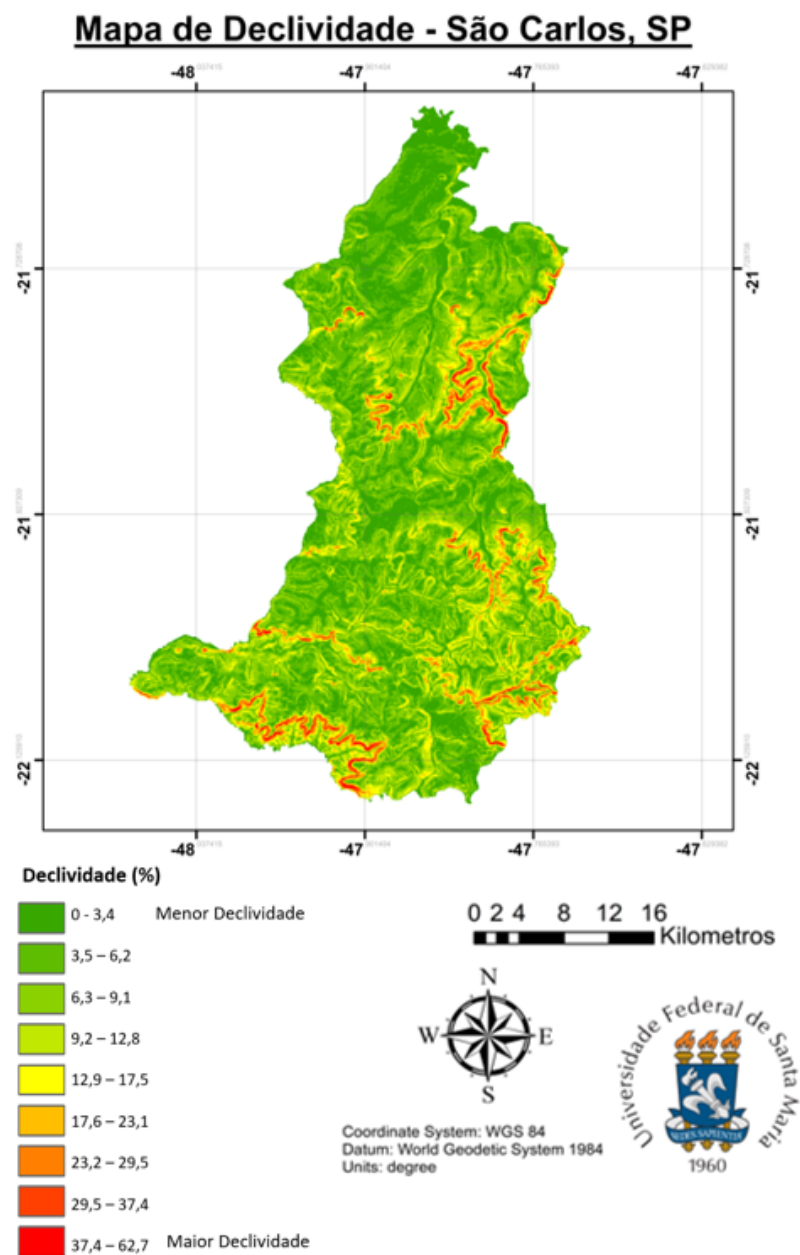 Mapa de Declividade - São Carlos, SP
-48 -47 -47 -47
-21
-21
-21
-21
-22
-22
-48 -47 -47 -47
Declividade (%)
0 - 3,4 Menor Declividade
3,5 – 6,2
6,3 – 9,1
9,2 – 12,8
12,9 – 17,5
17,6 – 23,1
23,2 – 29,5
29,5 – 37,4
37,4 – 62,7 Maior Declividade
0 2 4 8 12 16
Kilometros
N
W E
S
Coordinate System: WGS 84
Datum: World Geodetic System 1984
Units: degree
Universidade Federal de Santa Maria
SEDES SAPIENTIÆ
1960